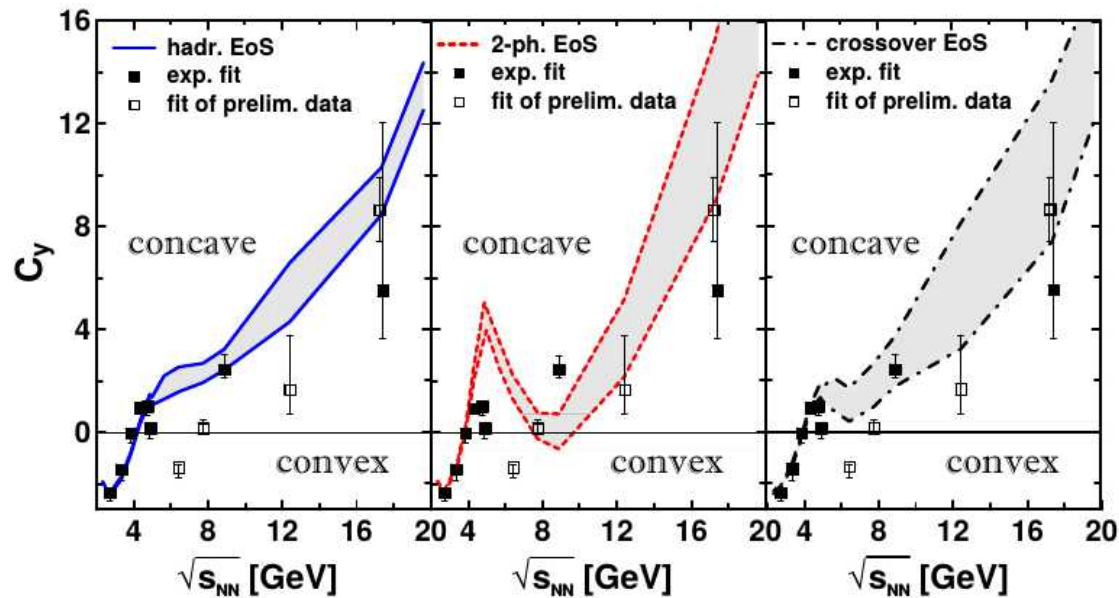 16
12
8
4
0
C_y
hadr. EoS
exp. fit
fit of prelim. data
concave
convex
4 8 12 16 20
√s_NN [GeV]
2-ph. EoS
exp. fit
fit of prelim. data
concave
convex
4 8 12 16 20
√s_NN [GeV]
crossover EoS
exp. fit
fit of prelim. data
concave
convex
4 8 12 16 20
√s_NN [GeV]